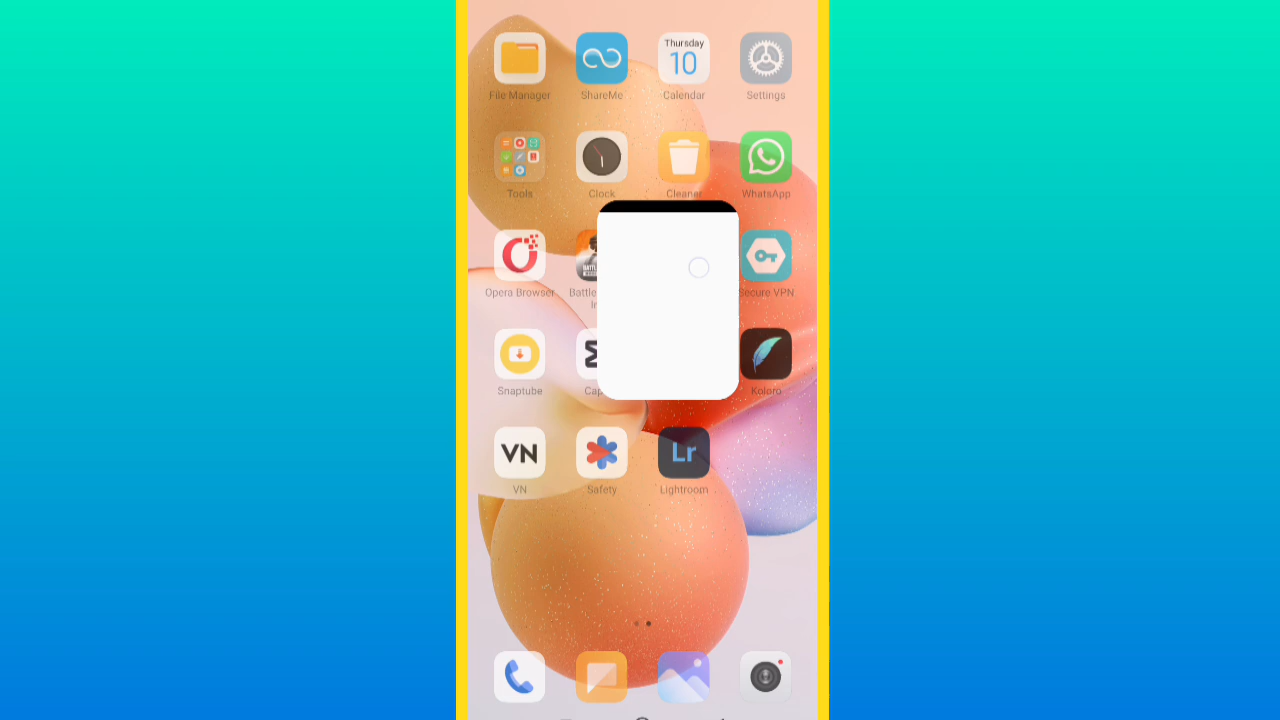 Thursday
10
File Manager
ShareMe
Calendar
Settings
Tools
Clock
Cleaner
WhatsApp
Opera Browser
Secure VPN
Snaptube
Koloro
VN
Lr
VN
Safety
Lightroom